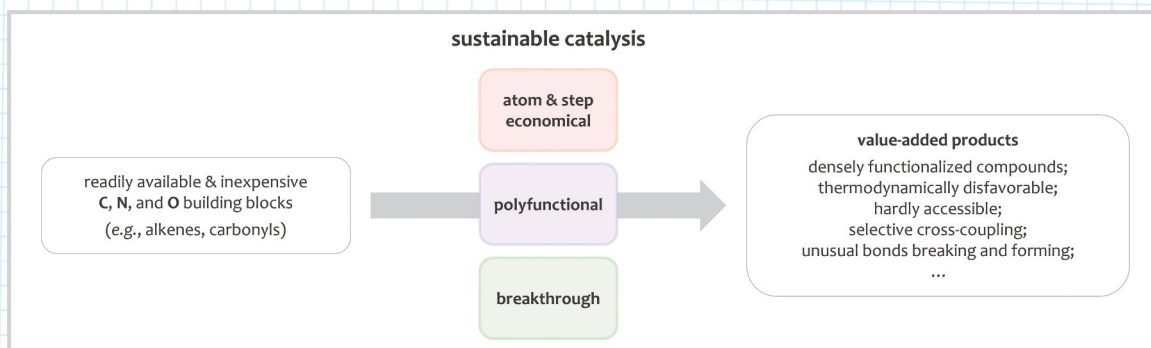 sustainable catalysis
readily available & inexpensive
C, N, and O building blocks
(e.g., alkenes, carbonyls)
atom & step
economical
polyfunctional
breakthrough
value-added products
densely functionalized compounds;
thermodynamically disfavorable;
hardly accessible;
selective cross-coupling;
unusual bonds breaking and forming;
...